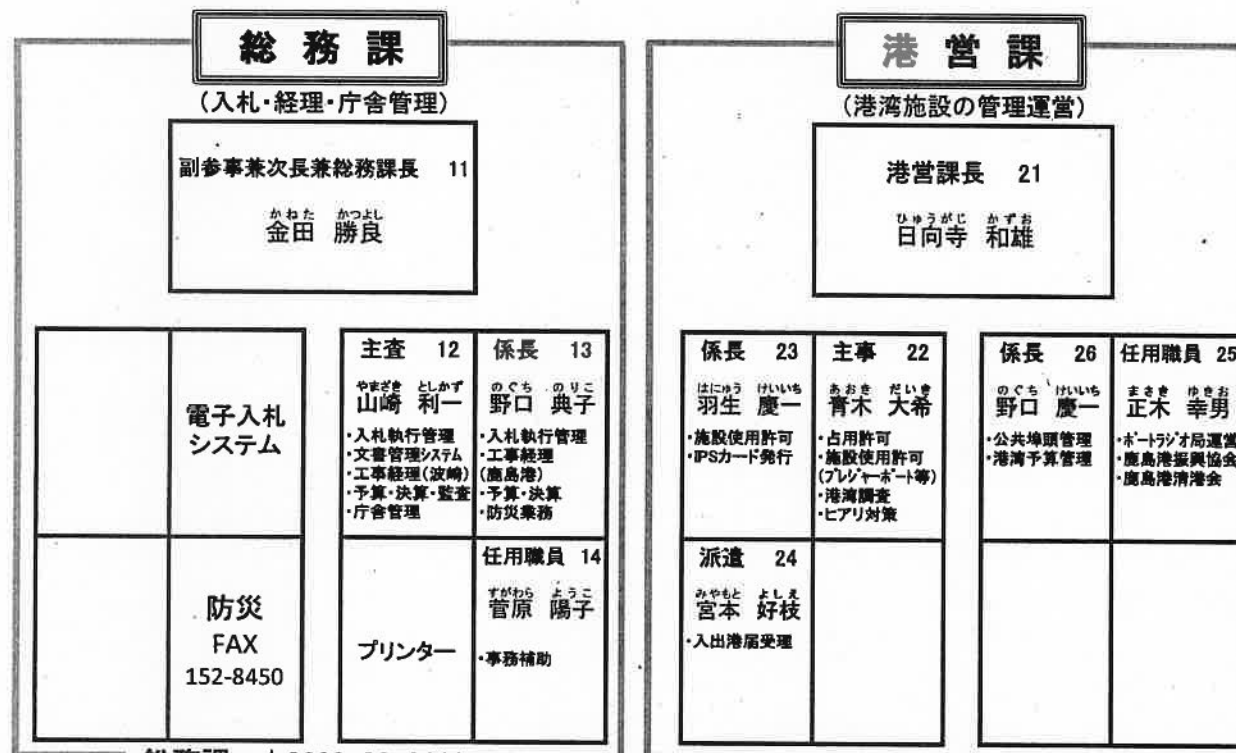 総務課
(入札・経理・庁舎管理)
副参事兼次長兼総務課長 11
かねた かつよし
金田 勝良
電子入札
システム
主査 12
やまざき としかず
山崎 利一
・入札執行管理
・文書管理システム
・工事経理(波崎)
・予算・決算・監査
・庁舎管理
係長 13
のぐち のりこ
野口 典子
・入札執行管理
・工事経理
(鹿島港)
・予算・決算
・防災業務
防災
FAX
152-8450
プリンター
任用職員 14
すがわら ようこ
菅原 陽子
・事務補助
総務課
港営課
(港湾施設の管理運営)
港営課長 21
ひゅうがじ かずお
日向寺 和雄
係長 23
はにゅう けいいち
羽生 慶一
・施設使用許可
・IPSカード発行
主事 22
あおき だいき
青木 大希
・占用許可
・施設使用許可
(プレジャーボート等)
・港湾調査
・ヒアリ対策
係長 26
のぐち けいいち
野口 慶一
・公共埠頭管理
・港湾予算管理
任用職員 25
まさき ゆきお
正木 幸男
・ポートラジオ局運営
・鹿島港振興協会
・鹿島港清港会
派遣 24
みやもと よしえ
宮本 好枝
・入出港届受理